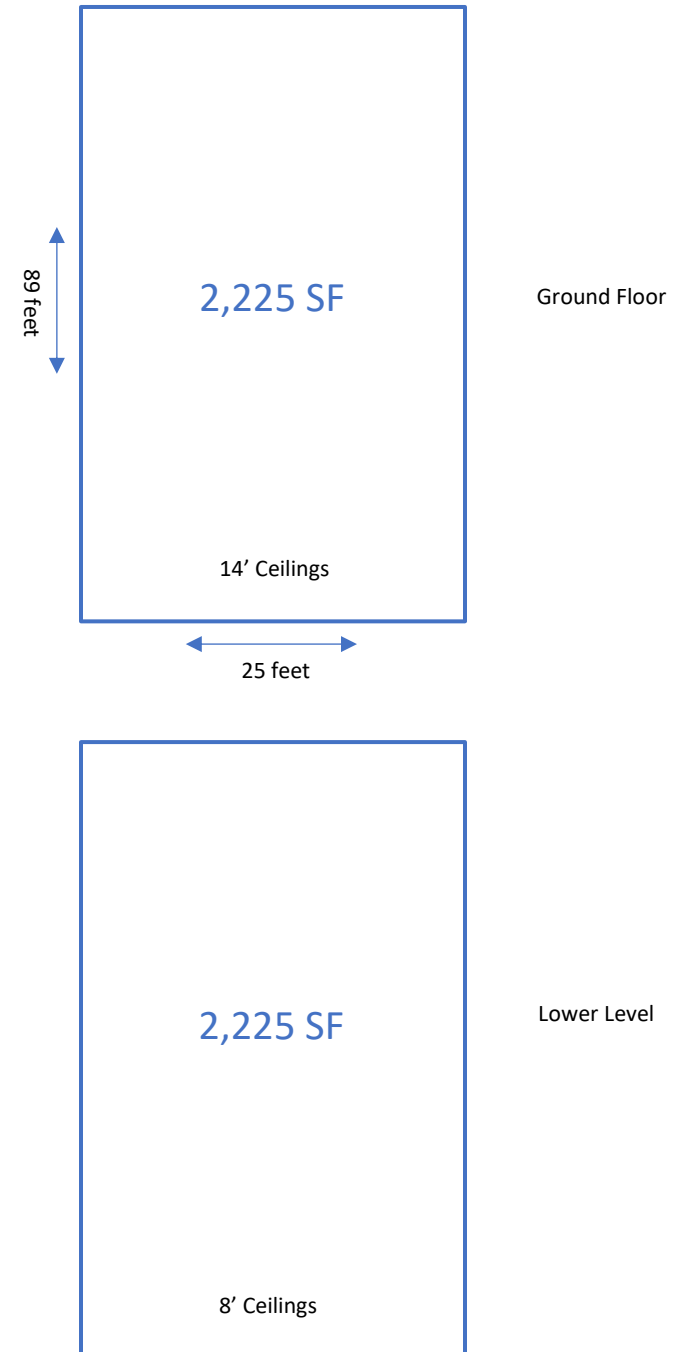 89 feet
2,225 SF
Ground Floor
14’ Ceilings
25 feet
2,225 SF
Lower Level
8’ Ceilings